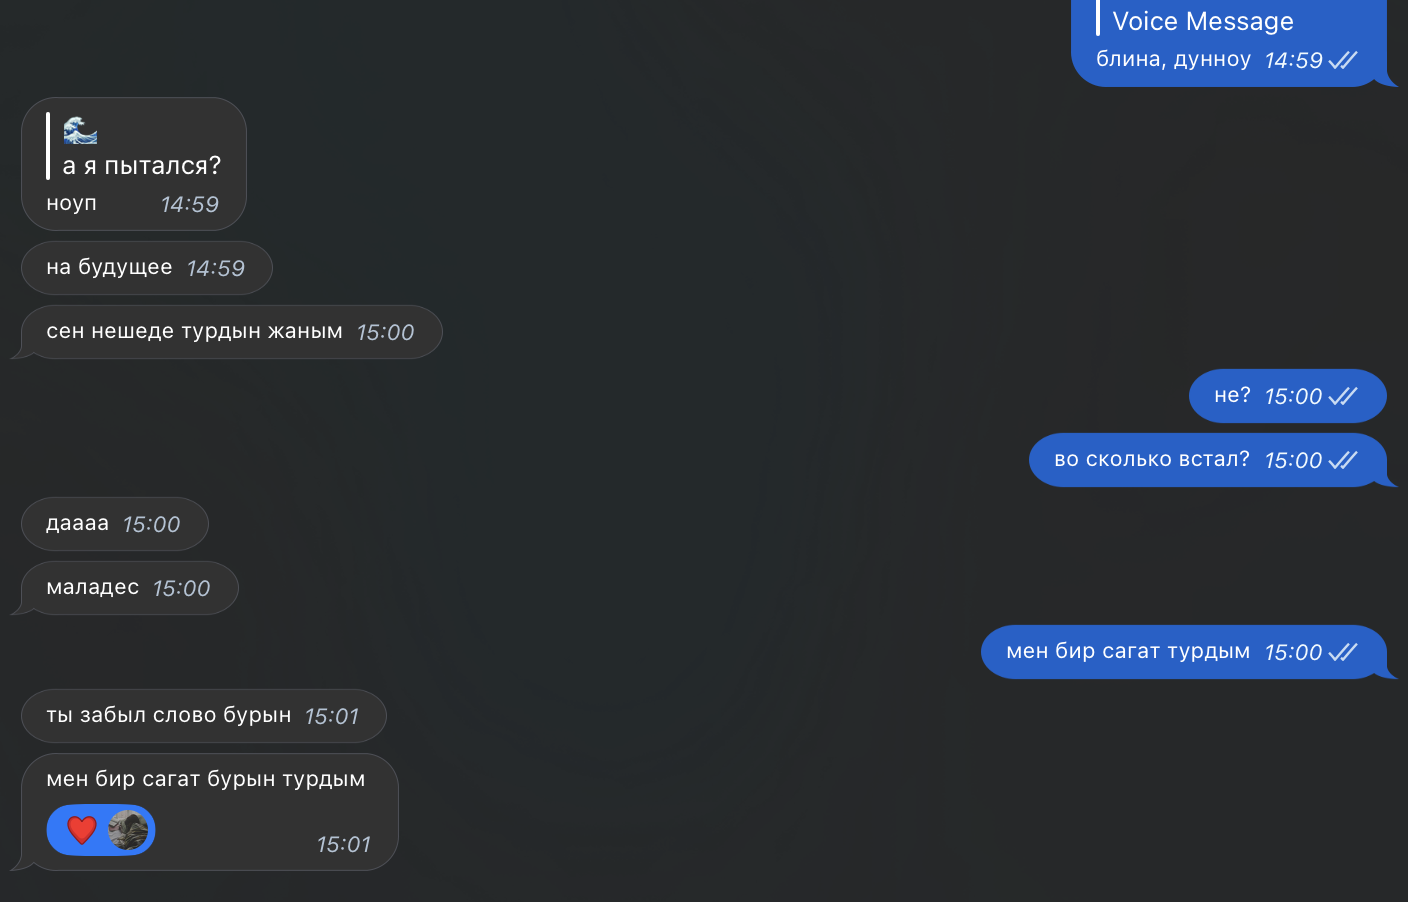 Voice Message
блина, дунноу 14:59
🌊
а я пытался?
ноуп 14:59
на будущее 14:59
сен нешеде турдын жаным 15:00
не? 15:00
во сколько встал? 15:00
даааа 15:00
маладес 15:00
мен бир сагат турдым 15:00
ты забыл слово бурын 15:01
мен бир сагат бурын турдым
❤️ 15:01